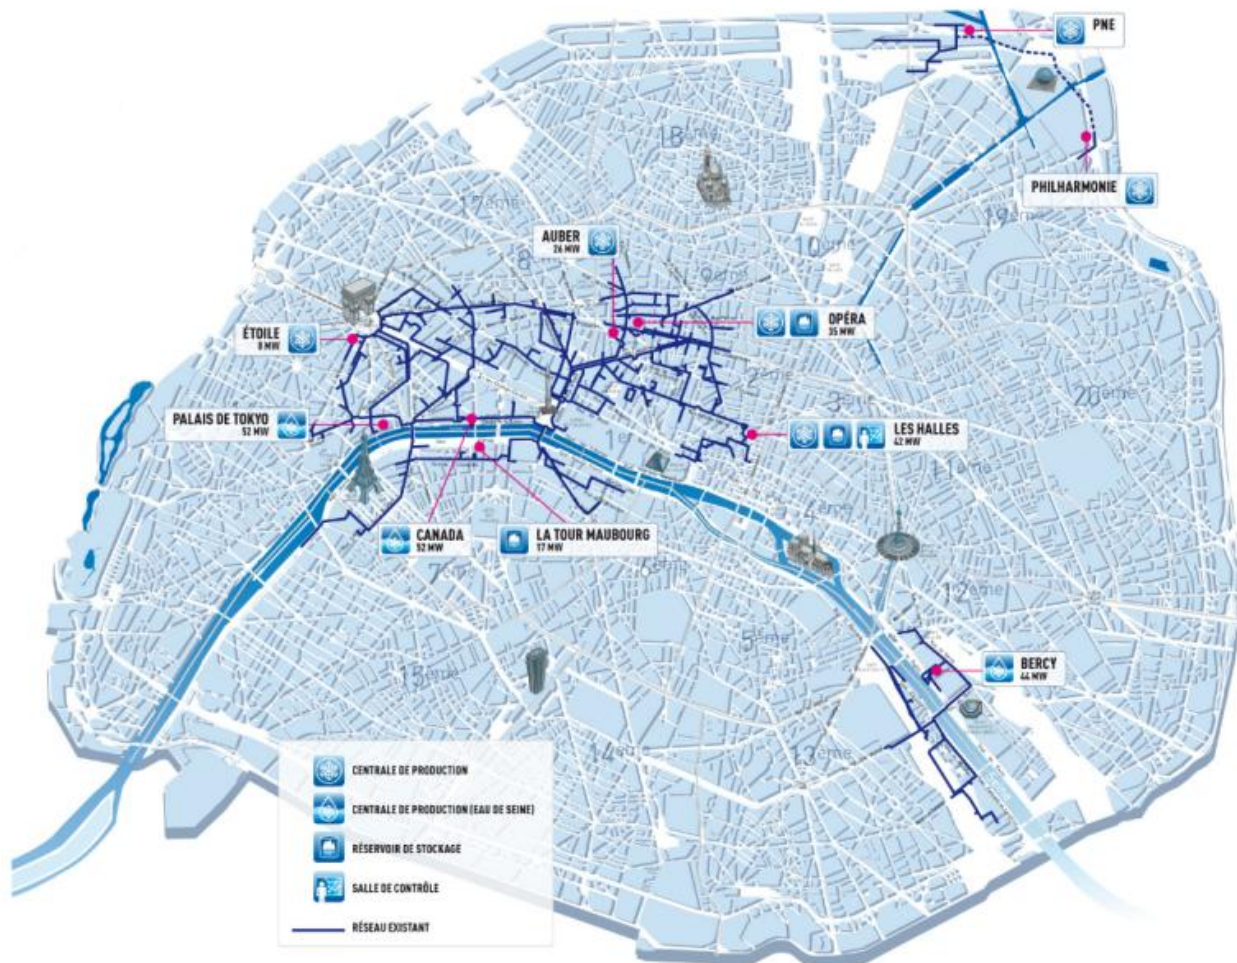 PNE
18ème
PHILHARMONIE
17ème
19ème
AUBER
26 MW
10ème
8
9ème
ÉTOILE
8 MW
OPÉRA
35 MW
2ème
3ème
20ème
PALAIS DE TOKYO
52 MW
1er
LES HALLES
42 MW
11ème
CANADA
52 MW
LA TOUR MAUBOURG
17 MW
4ème
7ème
6ème
12ème
5ème
15ème
BERCY
44 MW
14ème
13ème
CENTRALE DE PRODUCTION
CENTRALE DE PRODUCTION (EAU DE SEINE)
RÉSERVOIR DE STOCKAGE
SALLE DE CONTRÔLE
RÉSEAU EXISTANT